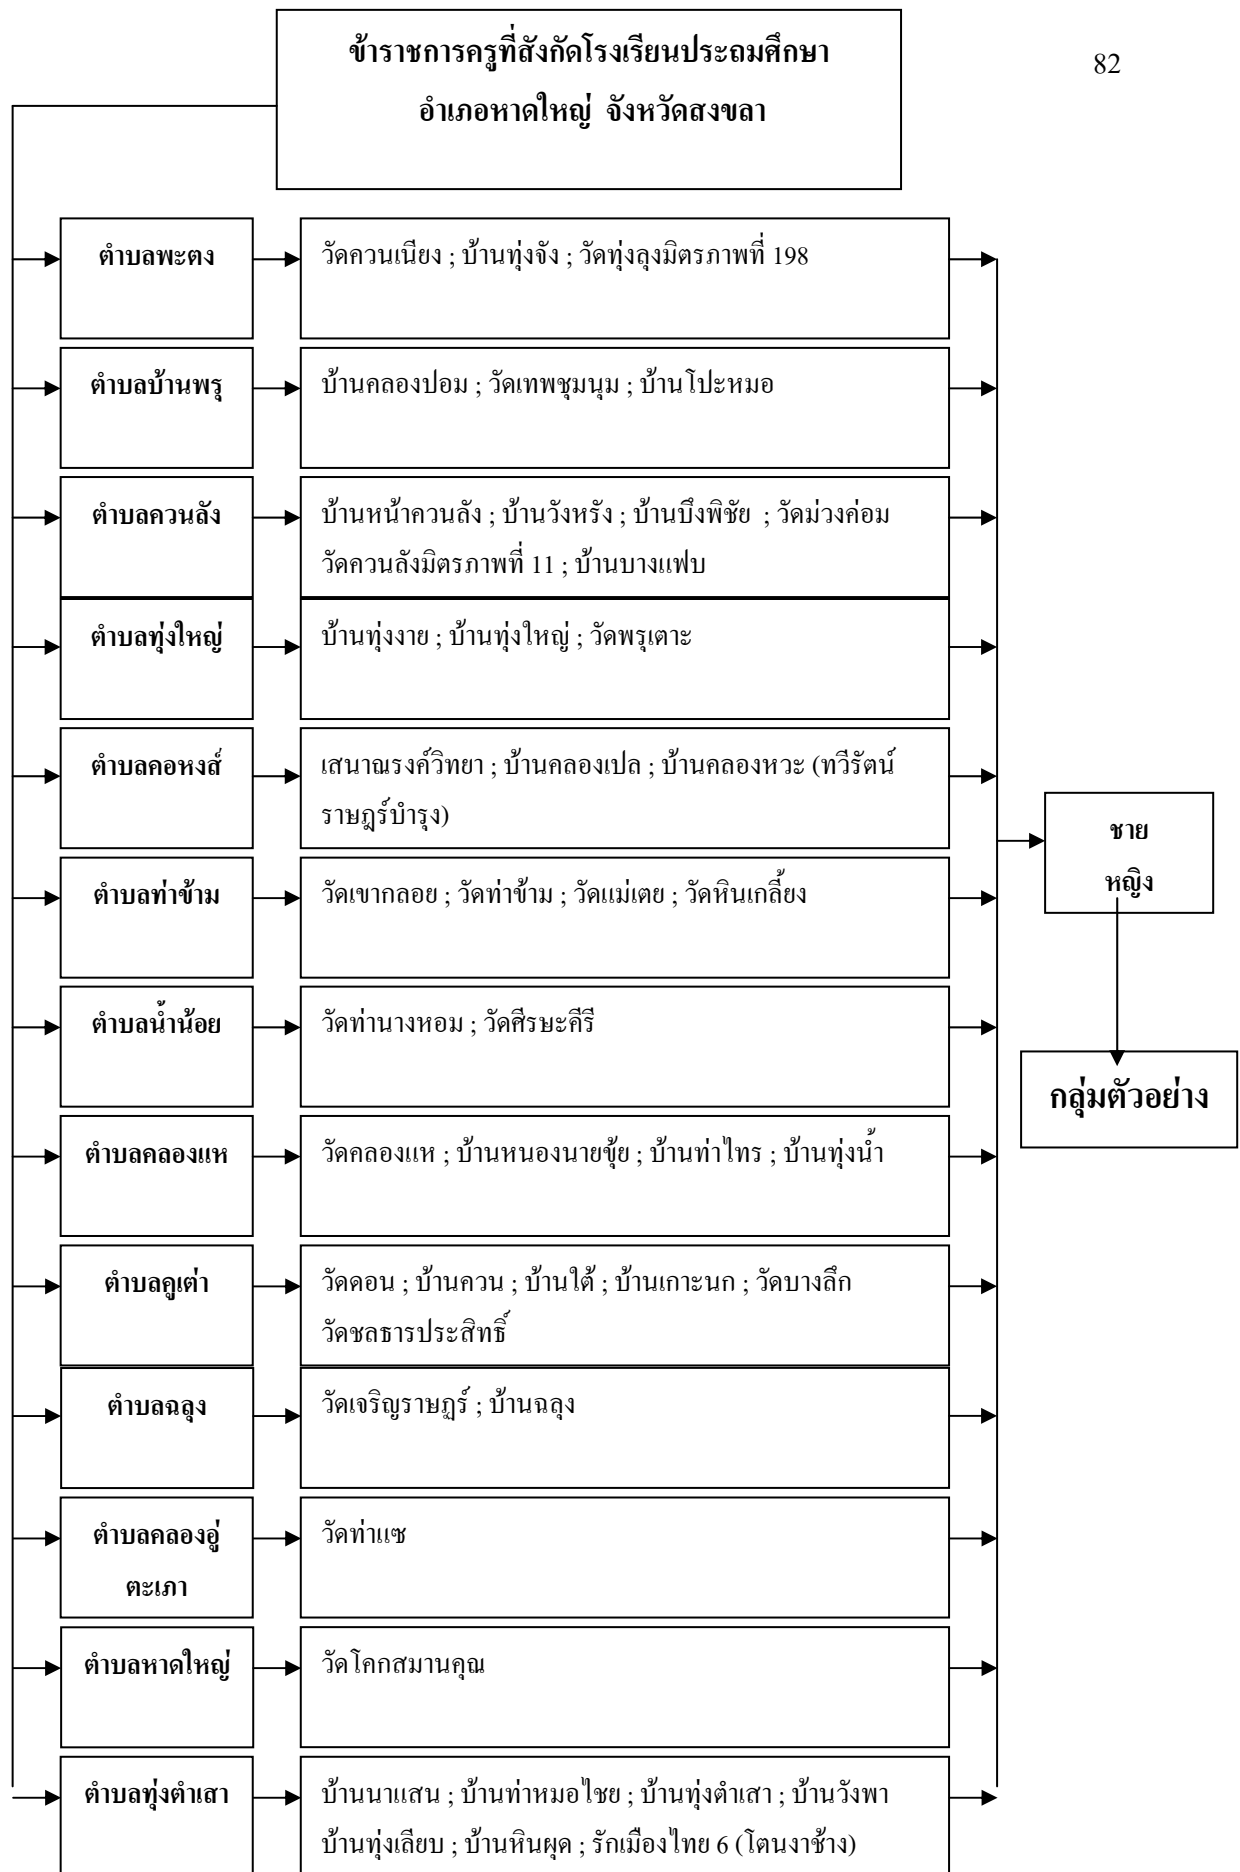 82
ข้าราชการครูที่สังกัดโรงเรียนประถมศึกษา
อำเภอหาดใหญ่ จังหวัดสงขลา
ตำบลพะตง
วัดควนเนียง ; บ้านทุ่งจัง ; วัดทุ่งลุงมิตรภาพที่ 198
ตำบลบ้านพรุ
บ้านคลองปอม ; วัดเทพชุมนุม ; บ้านโปะหมอ
ตำบลควนลัง
บ้านหน้าควนลัง ; บ้านวังหรัง ; บ้านบึงพิชัย ; วัดม่วงค่อม
วัดควนลังมิตรภาพที่ 11 ; บ้านบางแฟบ
ตำบลทุ่งใหญ่
บ้านทุ่งงาย ; บ้านทุ่งใหญ่ ; วัดพรุเตาะ
ตำบลคอหงส์
เสนาณรงค์วิทยา ; บ้านคลองเปล ; บ้านคลองหวะ (ทวีรัตน์
ราษฎร์บำรุง)
ตำบลท่าข้าม
วัดเขากลอย ; วัดท่าข้าม ; วัดแม่เตย ; วัดหินเกลี้ยง
ตำบลน้ำน้อย
วัดท่านางหอม ; วัดศีรษะคีรี
ตำบลคลองแห
วัดคลองแห ; บ้านหนองนายขุ้ย ; บ้านท่าไทร ; บ้านทุ่งน้ำ
ตำบลคูเต่า
วัดดอน ; บ้านควน ; บ้านใต้ ; บ้านเกาะนก ; วัดบางลึก
วัดชลธารประสิทธิ์
ตำบลฉลุง
วัดเจริญราษฎร์ ; บ้านฉลุง
ตำบลคลองอู่
ตะเภา
วัดท่าแซ
ตำบลหาดใหญ่
วัดโคกสมานคุณ
ตำบลทุ่งตำเสา
บ้านนาแสน ; บ้านท่าหมอไชย ; บ้านทุ่งตำเสา ; บ้านวังพา
บ้านทุ่งเลียบ ; บ้านหินผุด ; รักเมืองไทย 6 (โตนงาช้าง)
ชาย
หญิง
กลุ่มตัวอย่าง